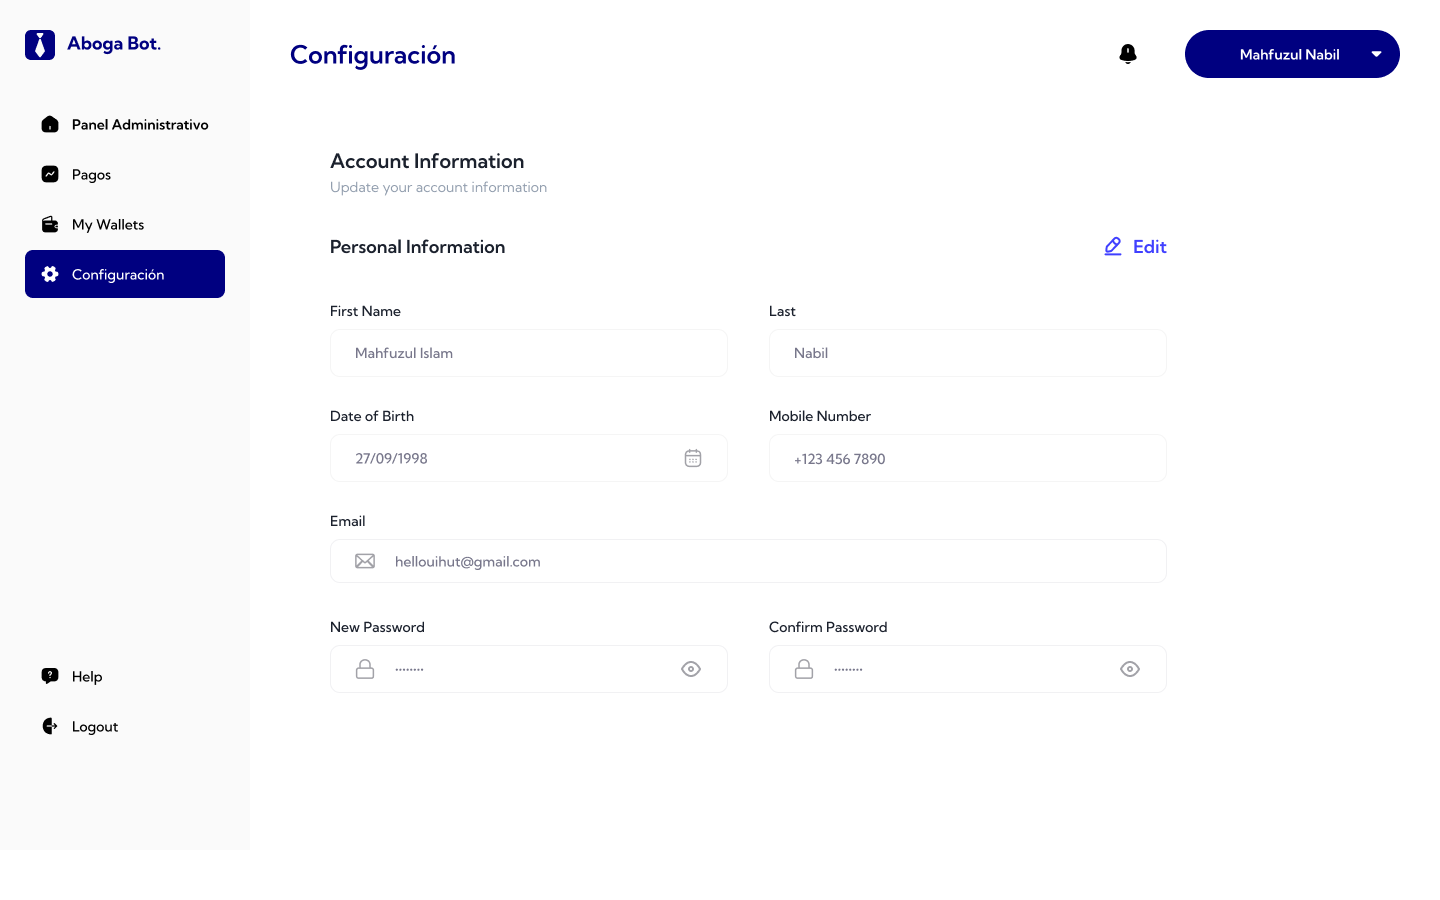 Aboga Bot.
Panel Administrativo
Pagos
My Wallets
Configuración
Help
Logout
Configuración
Mahfuzul Nabil
Account Information
Update your account information
Personal Information
Edit
First Name
Last
Mahfuzul Islam
Nabil
Date of Birth
Mobile Number
27/09/1998
+123 456 7890
Email
hellouihut@gmail.com
New Password
Confirm Password
········
········